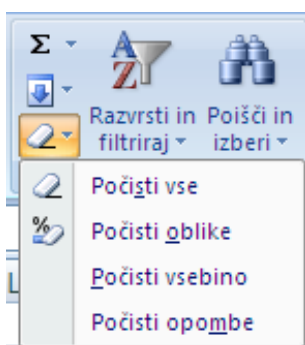 Σ
A
Z
Razvrsti in
filtriraj
Poišči in
izberi
Počisti vse
%
Počisti oblike
Počisti vsebino
L
Počisti opombe